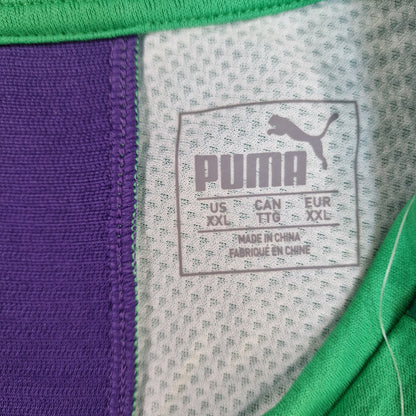 PUMA
US CAN EUR
XXL TTG XXL
MADE IN CHINA
FABRIQUÉ EN CHINE